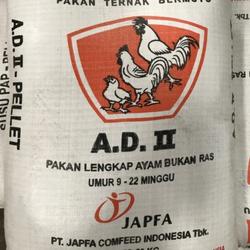 PAKAN TERNAK BERMUTU
A.D. II
PAKAN LENGKAP AYAM BUKAN RAS
UMUR 9 - 22 MINGGU
JAPFA
PT. JAPFA COMFEED INDONESIA Tbk.
A.D. II - PELLET